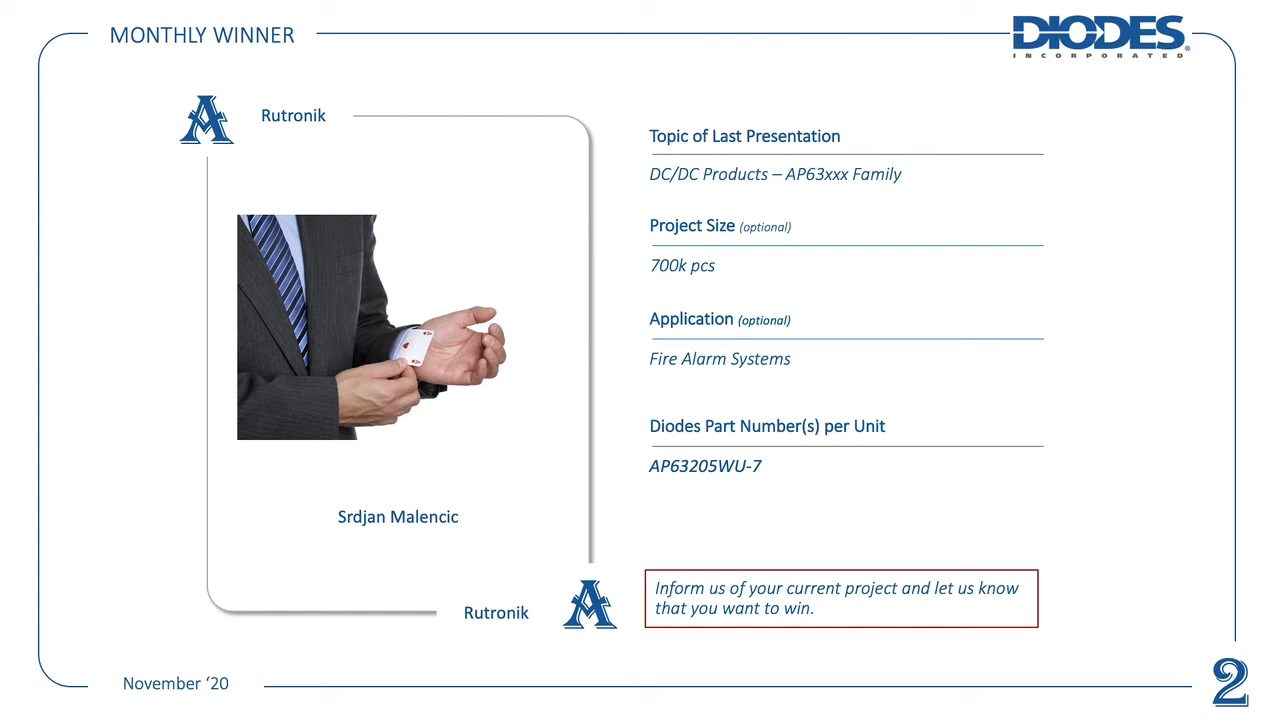 MONTHLY WINNER
DIODES
INCORPORATED
A
Rutronik
Srdjan Malencic
Rutronik
A
Topic of Last Presentation
DC/DC Products – AP63xxx Family
Project Size (optional)
700k pcs
Application (optional)
Fire Alarm Systems
Diodes Part Number(s) per Unit
AP63205WU-7
Inform us of your current project and let us know
that you want to win.
November ‘20
2